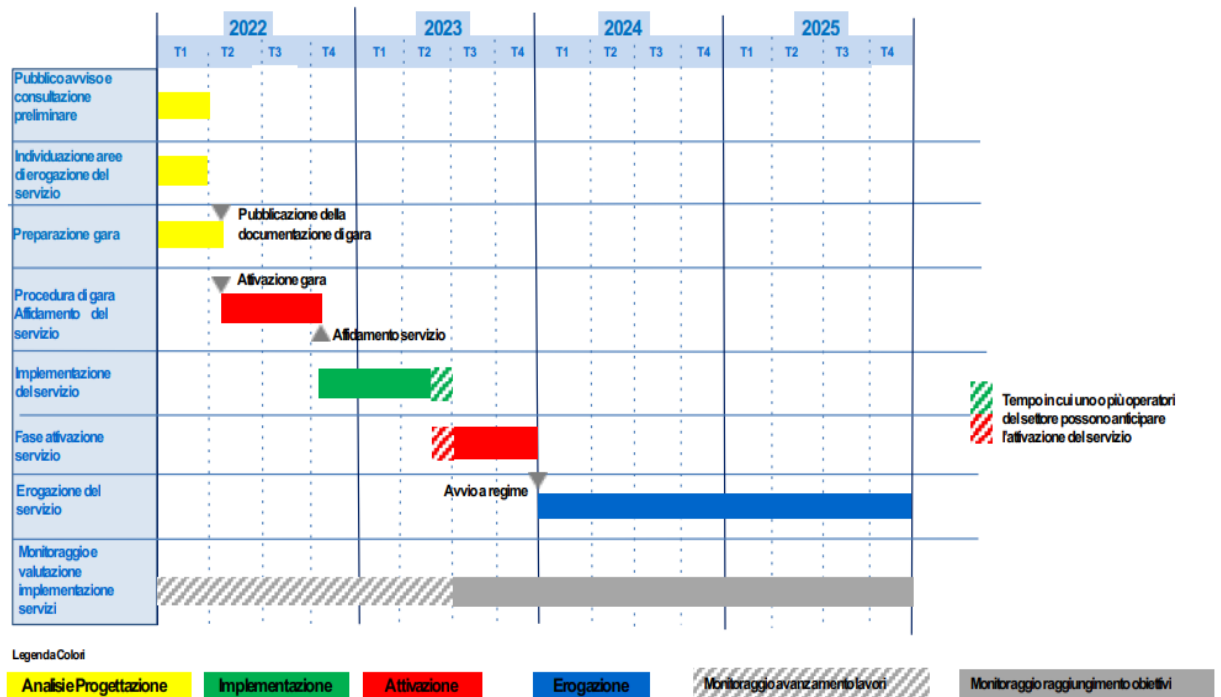 2022 2023 2024 2025
T1 T2 T3 T4 T1 T2 T3 T4 T1 T2 T3 T4 T1 T2 T3 T4
Pubblico avviso e
consultazione
preliminare
Individuazione aree
di erogazione del
servizio
Preparazione gara
Pubblicazione della
documentazione di gara
Procedura di gara
Affidamento del
servizio
Attivazione gara
Affidamento servizio
Implementazione
del servizio
Tempo in cui uno o più operatori
del settore possono anticipare
l'attivazione del servizio
Fase attivazione
servizio
Erogazione del
servizio
Avvio a regime
Monitoraggio e
valutazione
implementazione
servizi
Legenda Colori
Analisi e Progettazione
Implementazione
Attivazione
Erogazione
Monitoraggio avanzamento lavori
Monitoraggio raggiungimento obiettivi